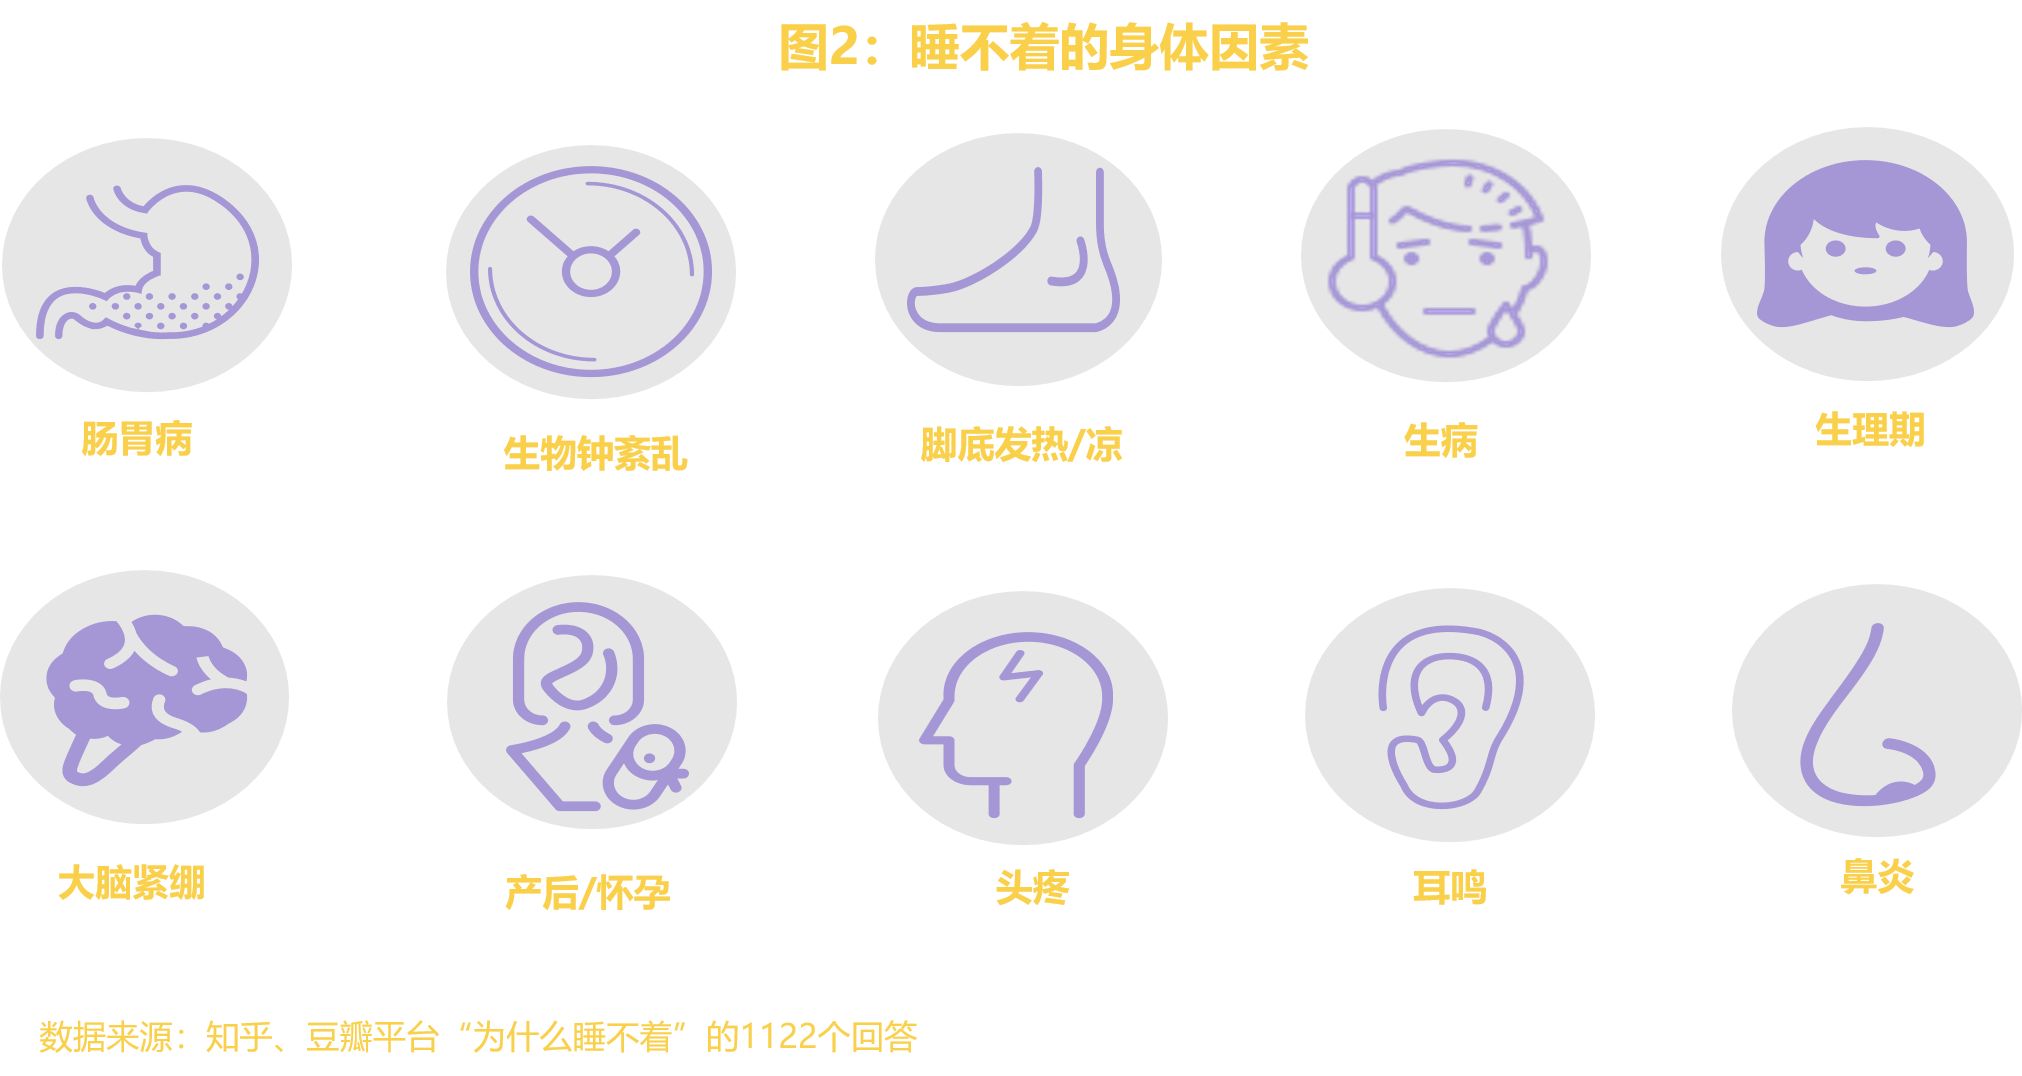 图2：睡不着的身体因素
肠胃病
生物钟紊乱
脚底发热/凉
生病
生理期
大脑紧绷
产后/怀孕
头疼
耳鸣
鼻炎
数据来源：知乎、豆瓣平台“为什么睡不着”的1122个回答